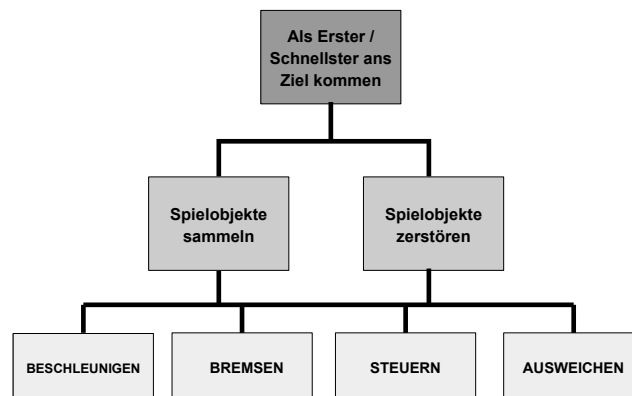 Als Erster /
Schnellster ans
Ziel kommen
Spielobjekte
sammeln
Spielobjekte
zerstören
BESCHLEUNIGEN
BREMSEN
STEUERN
AUSWEICHEN